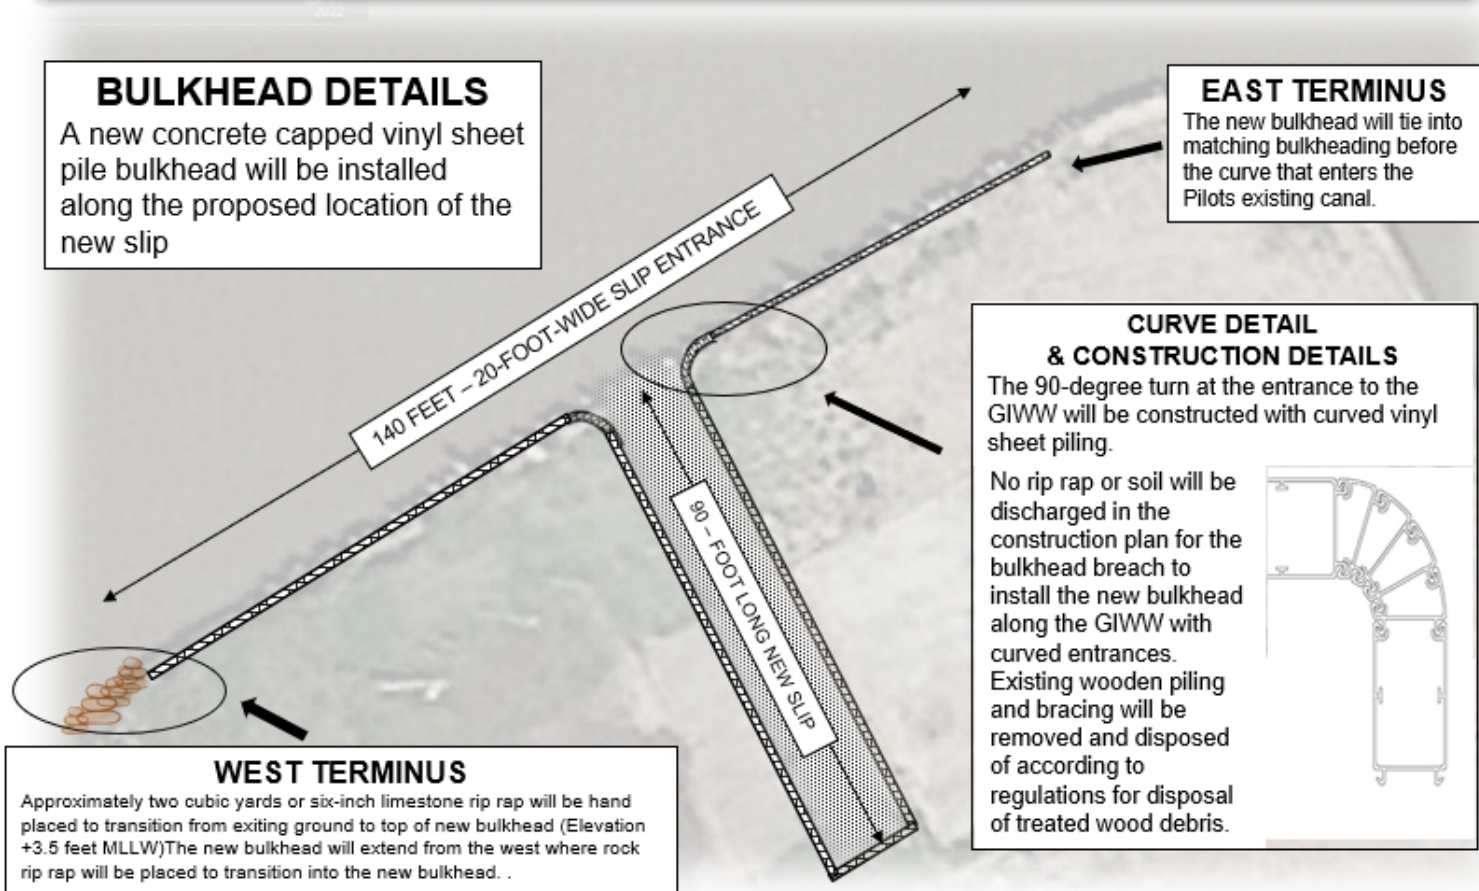 2022
BULKHEAD DETAILS
A new concrete capped vinyl sheet
pile bulkhead will be installed
along the proposed location of the
new slip
EAST TERMINUS
The new bulkhead will tie into
matching bulkheading before
the curve that enters the
Pilots existing canal.
140 FEET – 20-FOOT-WIDE SLIP ENTRANCE
90 – FOOT LONG NEW SLIP
CURVE DETAIL
& CONSTRUCTION DETAILS
The 90-degree turn at the entrance to the
GIWW will be constructed with curved vinyl
sheet piling.
No rip rap or soil will be
discharged in the
construction plan for the
bulkhead breach to
install the new bulkhead
along the GIWW with
curved entrances.
Existing wooden piling
and bracing will be
removed and disposed
of according to
regulations for disposal
of treated wood debris.
WEST TERMINUS
Approximately two cubic yards or six-inch limestone rip rap will be hand
placed to transition from exiting ground to top of new bulkhead (Elevation
+3.5 feet MLLW)The new bulkhead will extend from the west where rock
rip rap will be placed to transition into the new bulkhead. .